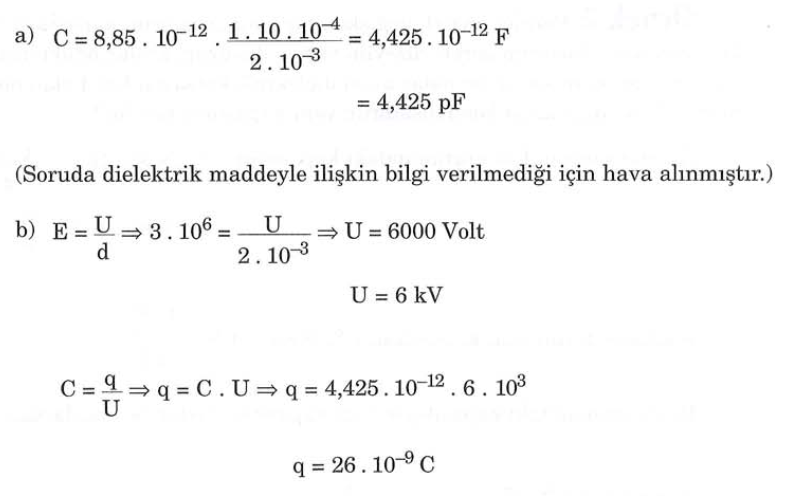 a) C = 8,85 . 10⁻¹² . 1 . 10 . 10⁻⁴ / 2 . 10⁻³ = 4,425 . 10⁻¹² F
= 4,425 pF
(Soruda dielektrik maddeyle ilişkin bilgi verilmediği için hava alınmıştır.)
b) E = U/d ⇒ 3 . 10⁶ = U / 2 . 10⁻³ ⇒ U = 6000 Volt
U = 6 kV
C = q/U ⇒ q = C . U ⇒ q = 4,425 . 10⁻¹² . 6 . 10³
q = 26 . 10⁻⁹ C